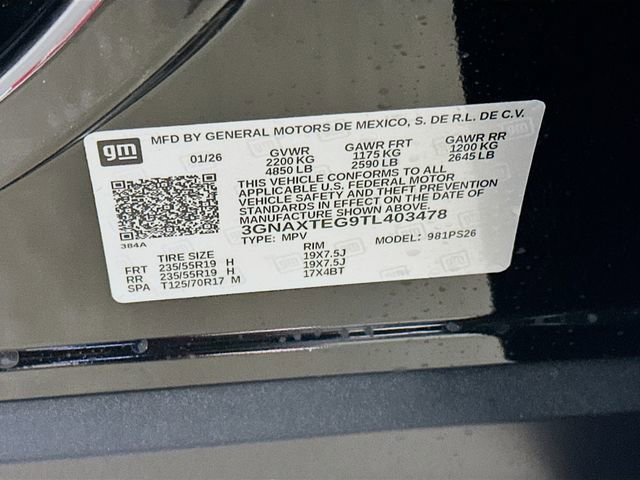 gm MFD BY GENERAL MOTORS DE MEXICO, S. DE R.L. DE C.V.
01/26 GVWR GAWR FRT GAWR RR
2200 KG 1175 KG 1200 KG
4850 LB 2590 LB 2645 LB
THIS VEHICLE CONFORMS TO ALL
APPLICABLE U.S. FEDERAL MOTOR
VEHICLE SAFETY AND THEFT PREVENTION
STANDARDS IN EFFECT ON THE DATE OF
MANUFACTURE SHOWN ABOVE.
3GNAXTEG9TL403478
TYPE: MPV MODEL: 981PS26
384A
TIRE SIZE RIM
FRT 235/55R19 H 19X7.5J
RR 235/55R19 H 19X7.5J
SPA T125/70R17 M 17X4BT